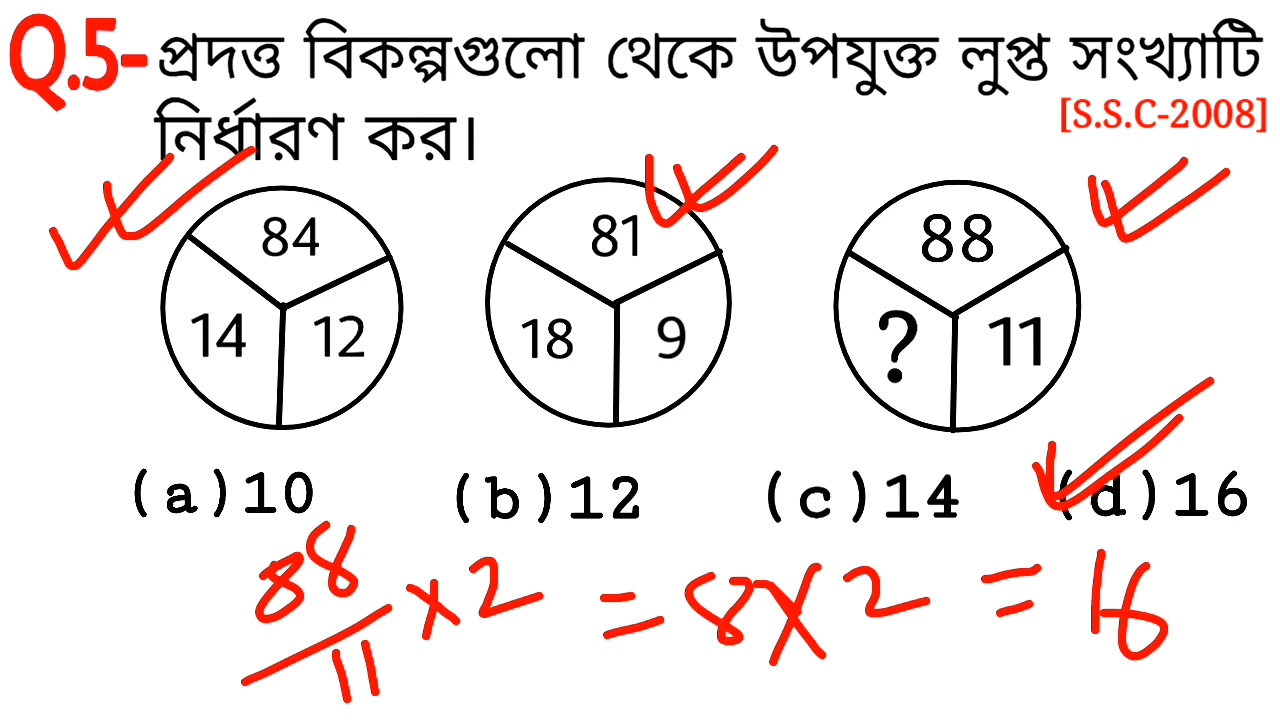 Q.5-প্রদত্ত বিকল্পগুলো থেকে উপযুক্ত লুপ্ত সংখ্যাটি
নির্ধারণ কর। [S.S.C-2008]
84 81 88
14 12 18 9 ? 11
(a)10 (b)12 (c)14 (d)16
88/11 × 2 = 8 × 2 = 16